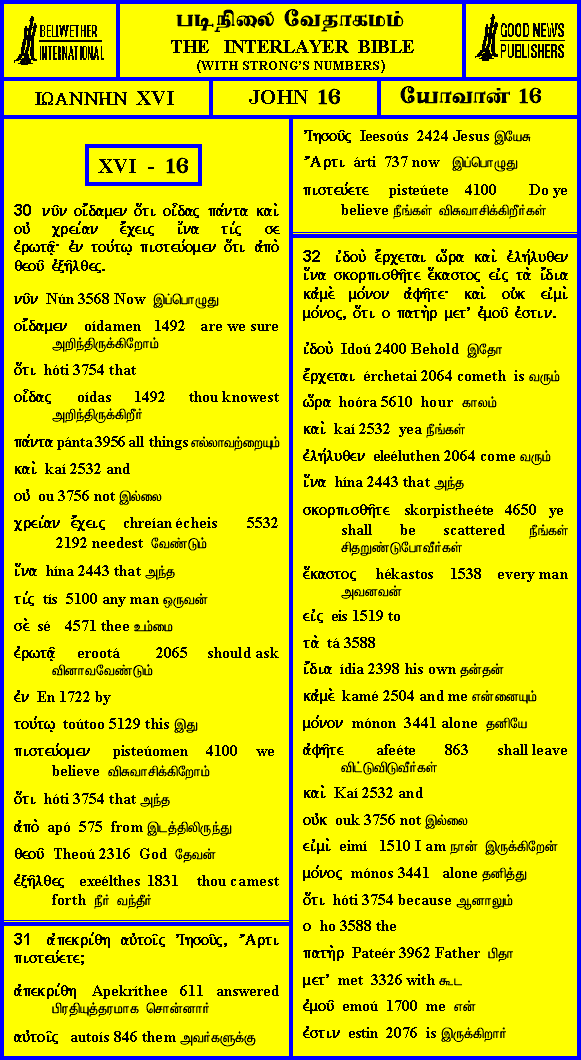 BELLWETHER
INTERNATIONAL
படிநிலை வேதாகமம்
THE INTERLAYER BIBLE
(WITH STRONG'S NUMBERS)
GOOD NEWS
PUBLISHERS
ΙΩΑΝΝΗΝ XVI
JOHN 16
யோவான் 16
XVI - 16
30 νῦν οἴδαμεν ὅτι οἶδας πάντα καὶ
οὐ χρείαν ἔχεις ἵνα τίς σε
ἐρωτᾷ· ἐν τούτῳ πιστεύομεν ὅτι ἀπὸ
θεοῦ ἐξῆλθες.
νῦν Nún 3568 Now இப்பொழுது
οἴδαμεν oídamen 1492 are we sure
அறிந்திருக்கிறோம்
ὅτι hóti 3754 that
οἶδας oídas 1492 thou knowest
அறிந்திருக்கிறீர்
πάντα pánta 3956 all things எல்லாவற்றையும்
καὶ kaí 2532 and
οὐ ou 3756 not இல்லை
χρείαν ἔχεις chreían écheis 5532
2192 needest வேண்டும்
ἵνα hína 2443 that அந்த
τίς tís 5100 any man ஒருவன்
σὲ sé 4571 thee உம்மை
ἐρωτᾷ erootá 2065 should ask
வினாவவேண்டும்
ἐν En 1722 by
τούτῳ toútoo 5129 this இது
πιστεύομεν pisteúomen 4100 we
believe விசுவாசிக்கிறோம்
ὅτι hóti 3754 that அந்த
ἀπὸ apó 575 from இடத்திலிருந்து
θεοῦ Theoú 2316 God தேவன்
ἐξῆλθες exeélthes 1831 thou camest
forth நீர் வந்தீர்
31 ἀπεκρίθη αὐτοῖς Ἰησοῦς, Ἄρτι
πιστεύετε;
ἀπεκρίθη Apekríthee 611 answered
பிரதியுத்தரமாக சொன்னார்
αὐτοῖς autoís 846 them அவர்களுக்கு
Ἰησοῦς Ieesoús 2424 Jesus இயேசு
Ἄρτι árti 737 now இப்பொழுது
πιστεύετε pisteúete 4100 Do ye
believe நீங்கள் விசுவாசிக்கிறீர்கள்
32 ἰδοὺ ἔρχεται ὥρα καὶ ἐλήλυθεν
ἵνα σκορπισθῆτε ἕκαστος εἰς τὰ ἴδια
κἀμὲ μόνον ἀφῆτε· καὶ οὐκ εἰμὶ
μόνος, ὅτι ο πατὴρ μετ' ἐμοῦ ἐστιν.
ἰδοὺ Idoú 2400 Behold இதோ
ἔρχεται érchetai 2064 cometh is வரும்
ὥρα hoóra 5610 hour காலம்
καὶ kaí 2532 yea நீங்கள்
ἐλήλυθεν eleéluthen 2064 come வரும்
ἵνα hína 2443 that அந்த
σκορπισθῆτε skorpistheéte 4650 ye
shall be scattered நீங்கள்
சிதறுண்டுபோவீர்கள்
ἕκαστος hékastos 1538 every man
அவனவன்
εἰς eis 1519 to
τὰ tá 3588
ἴδια ídia 2398 his own தன்தன்
κἀμὲ kamé 2504 and me என்னையும்
μόνον mónon 3441 alone தனியே
ἀφῆτε afeéte 863 shall leave
விட்டுவிடுவீர்கள்
καὶ Kaí 2532 and
οὐκ ouk 3756 not இல்லை
εἰμὶ eimí 1510 I am நான் இருக்கிறேன்
μόνος mónos 3441 alone தனித்து
ὅτι hóti 3754 because ஆனாலும்
ο ho 3588 the
πατὴρ Pateér 3962 Father பிதா
μετ' met 3326 with கூட
ἐμοῦ emoú 1700 me என்
ἐστιν estin 2076 is இருக்கிறார்